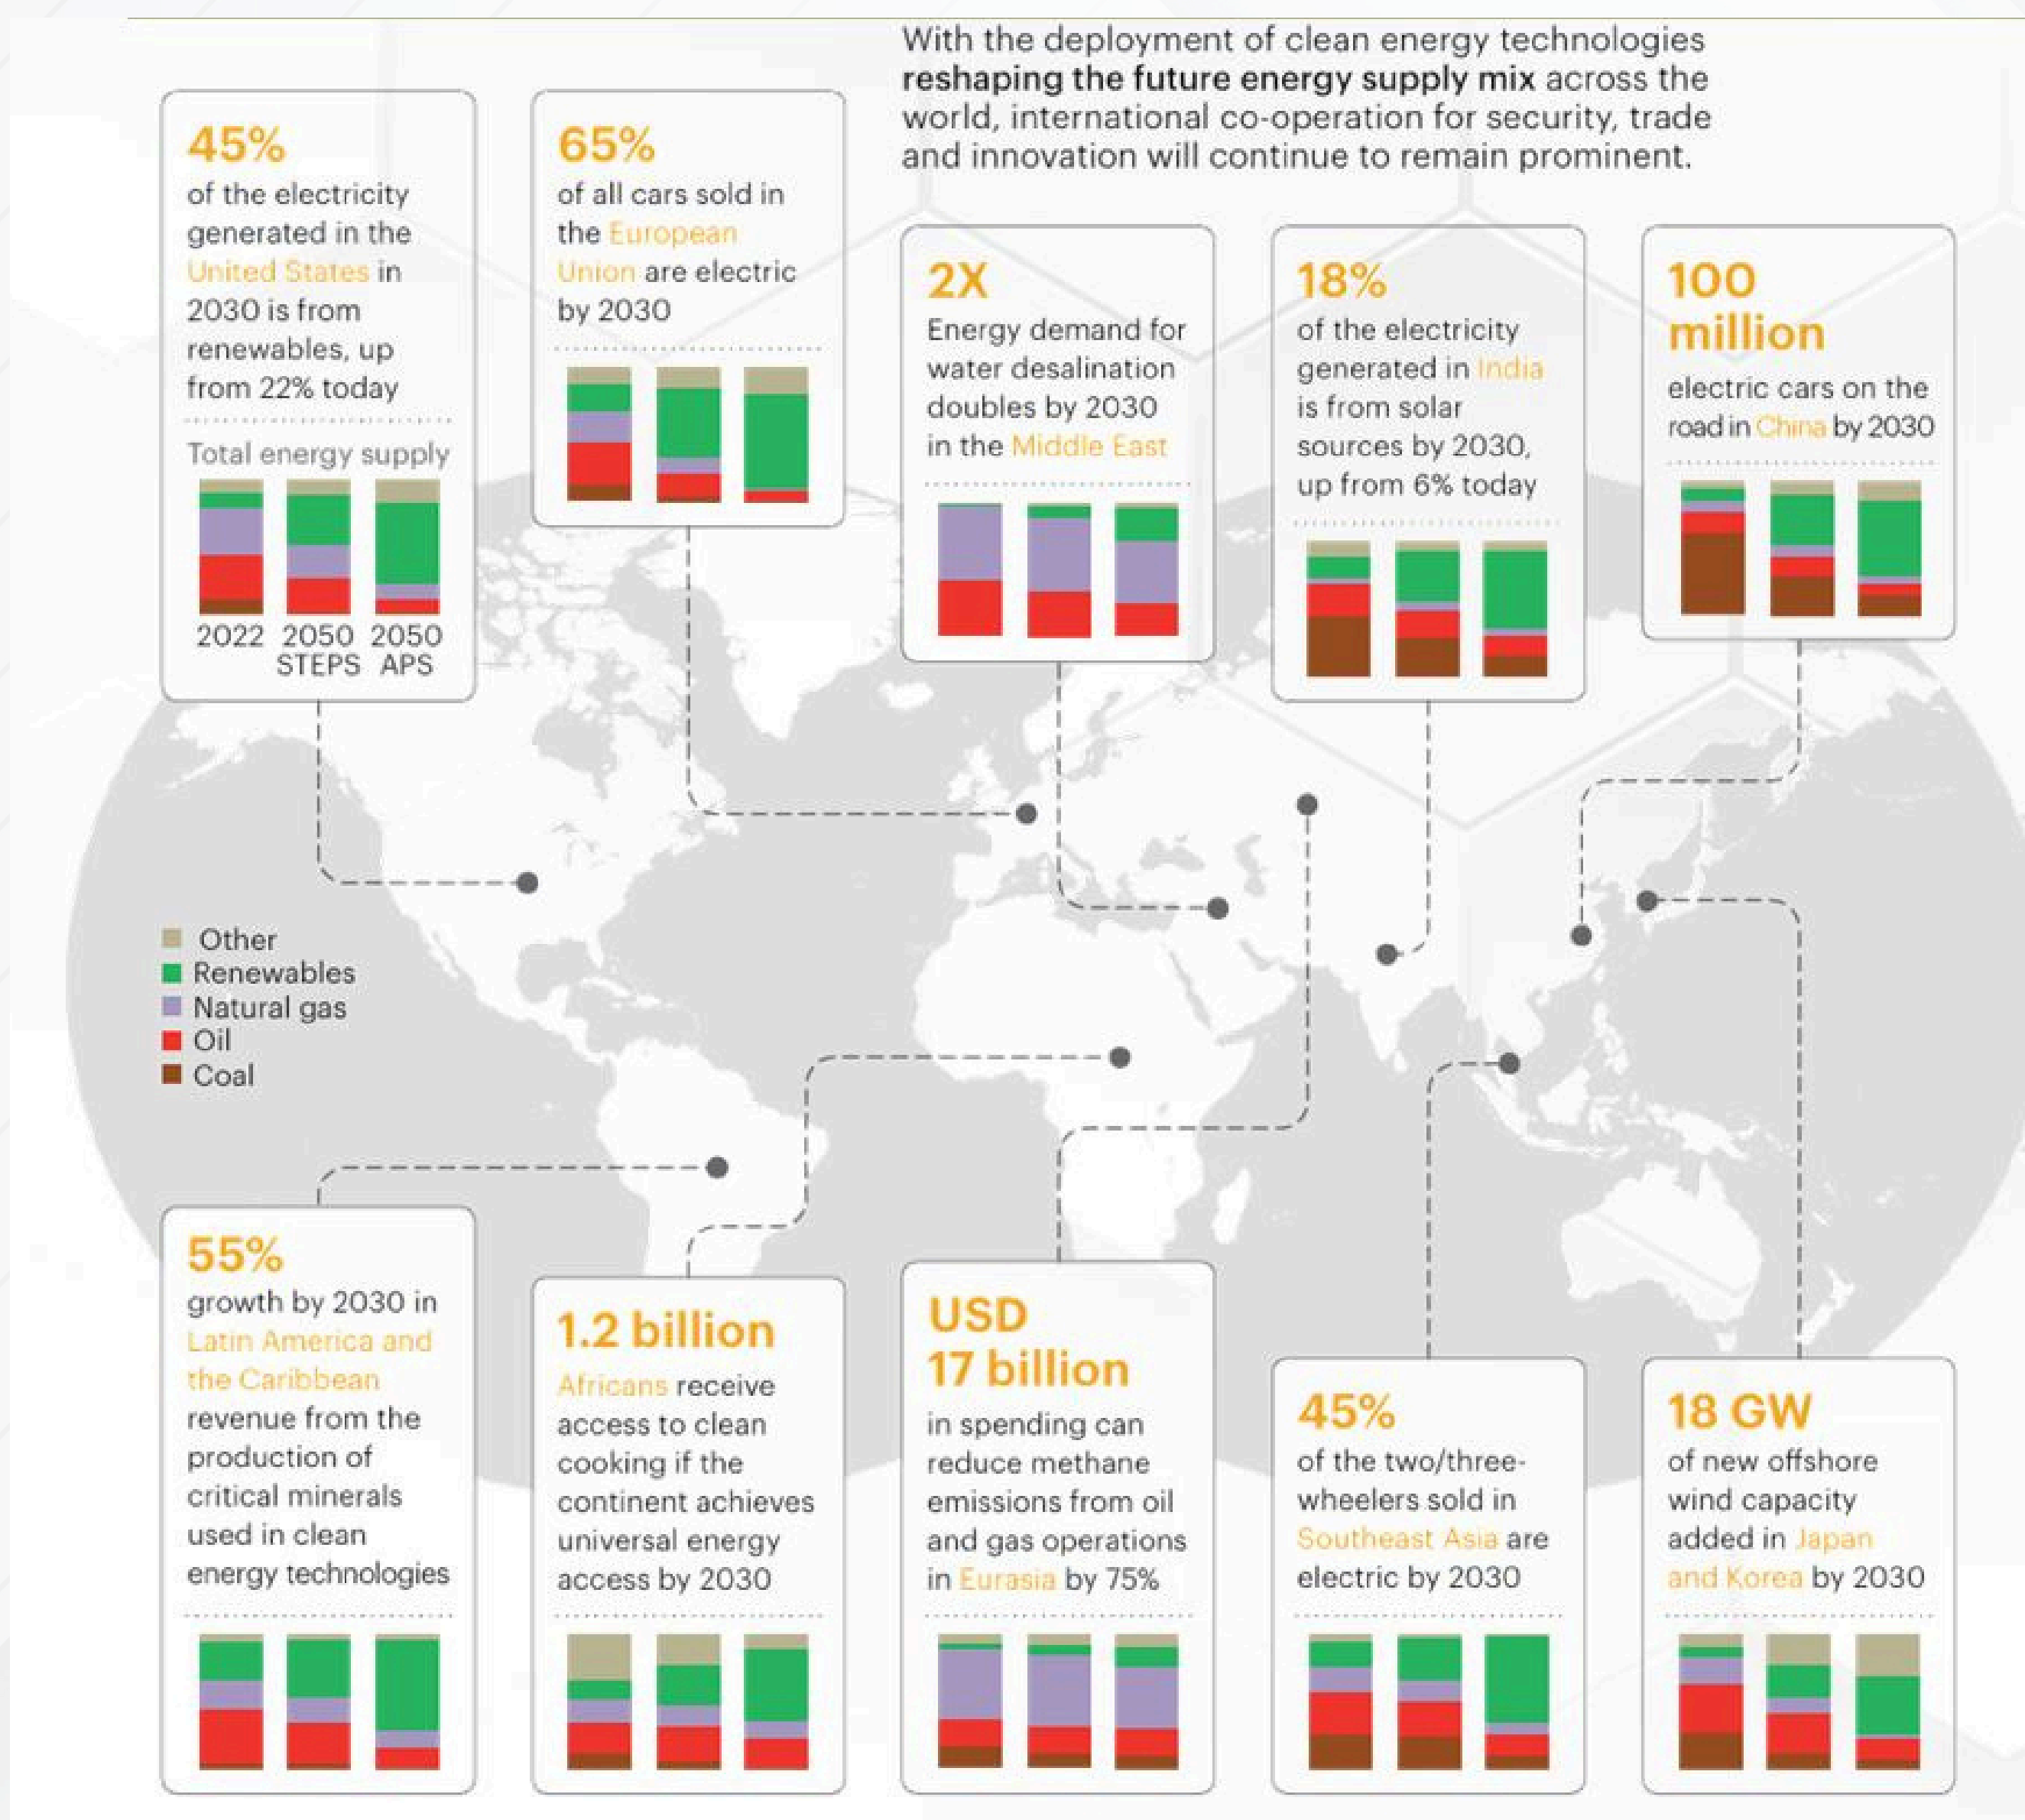 With the deployment of clean energy technologies
reshaping the future energy supply mix across the
world, international co-operation for security, trade
and innovation will continue to remain prominent.
45%
of the electricity
generated in the
United States in
2030 is from
renewables, up
from 22% today
Total energy supply
2022 2050 2050
STEPS APS
65%
of all cars sold in
the European
Union are electric
by 2030
2X
Energy demand for
water desalination
doubles by 2030
in the Middle East
18%
of the electricity
generated in India
is from solar
sources by 2030,
up from 6% today
100
million
electric cars on the
road in China by 2030
Other
Renewables
Natural gas
Oil
Coal
55%
growth by 2030 in
Latin America and
the Caribbean
revenue from the
production of
critical minerals
used in clean
energy technologies
1.2 billion
Africans receive
access to clean
cooking if the
continent achieves
universal energy
access by 2030
USD
17 billion
in spending can
reduce methane
emissions from oil
and gas operations
in Eurasia by 75%
45%
of the two/three-
wheelers sold in
Southeast Asia are
electric by 2030
18 GW
of new offshore
wind capacity
added in Japan
and Korea by 2030